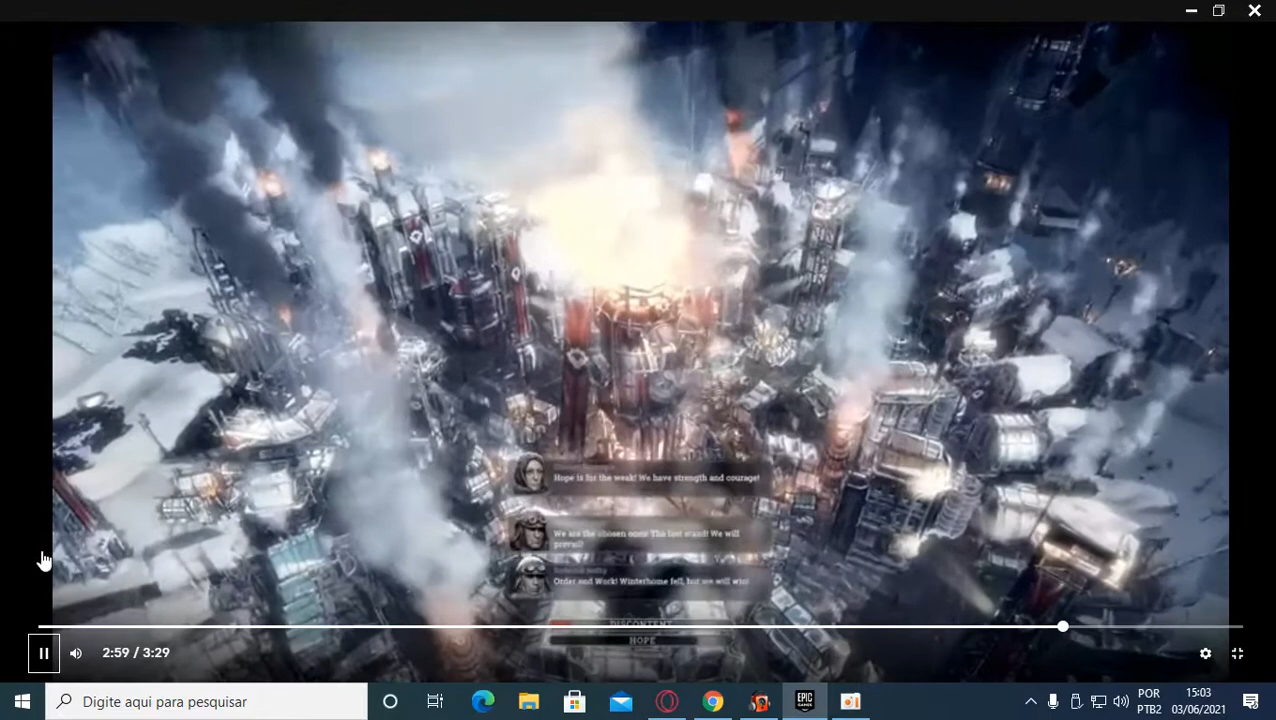 Hope is for the weak! We have strength and courage!
We are the chosen ones! The last stand! We will
prevail!
Order and Work! Winterhome fell, but we will win!
DISCONTENT
HOPE
2:59 / 3:29
Digite aqui para pesquisar
EPIC
GAMES
POR
PTB2
15:03
03/06/2021